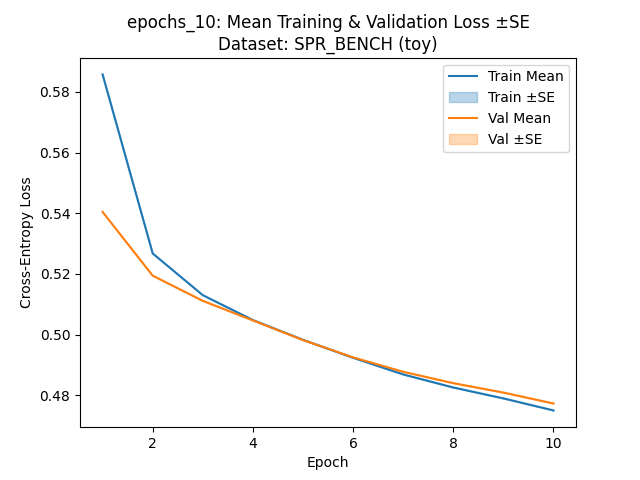 epochs_10: Mean Training & Validation Loss ±SE
Dataset: SPR_BENCH (toy)
Train Mean
Train ±SE
Val Mean
Val ±SE
Cross-Entropy Loss
0.58
0.56
0.54
0.52
0.50
0.48
2
4
6
8
10
Epoch